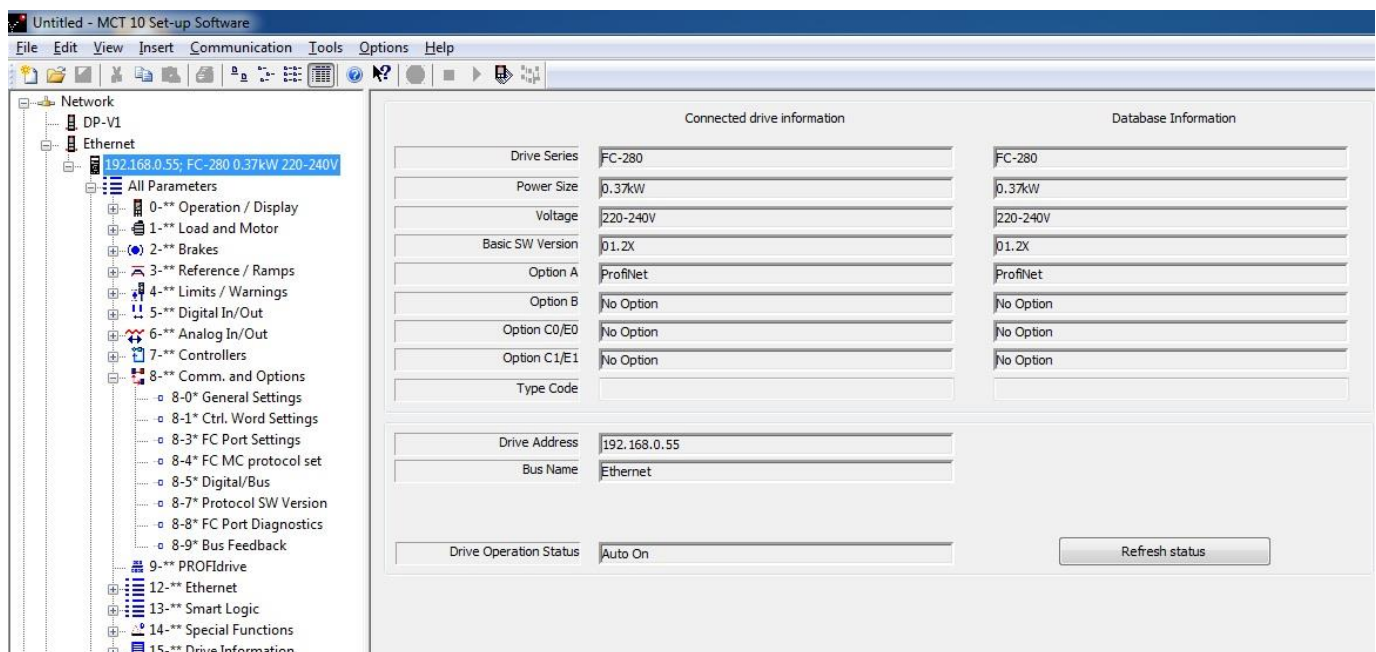 Untitled - MCT 10 Set-up Software
File Edit View Insert Communication Tools Options Help
Network
DP-V1
Ethernet
192.168.0.55; FC-280 0.37kW 220-240V
All Parameters
0-** Operation / Display
1-** Load and Motor
2-** Brakes
3-** Reference / Ramps
4-** Limits / Warnings
5-** Digital In/Out
6-** Analog In/Out
7-** Controllers
8-** Comm. and Options
8-0* General Settings
8-1* Ctrl. Word Settings
8-3* FC Port Settings
8-4* FC MC protocol set
8-5* Digital/Bus
8-7* Protocol SW Version
8-8* FC Port Diagnostics
8-9* Bus Feedback
9-** PROFIdrive
12-** Ethernet
13-** Smart Logic
14-** Special Functions
15-** Drive Information
Connected drive information Database Information
Drive Series FC-280 FC-280
Power Size 0.37kW 0.37kW
Voltage 220-240V 220-240V
Basic SW Version 01.2X 01.2X
Option A ProfiNet ProfiNet
Option B No Option No Option
Option C0/E0 No Option No Option
Option C1/E1 No Option No Option
Type Code
Drive Address 192.168.0.55
Bus Name Ethernet
Drive Operation Status Auto On Refresh status